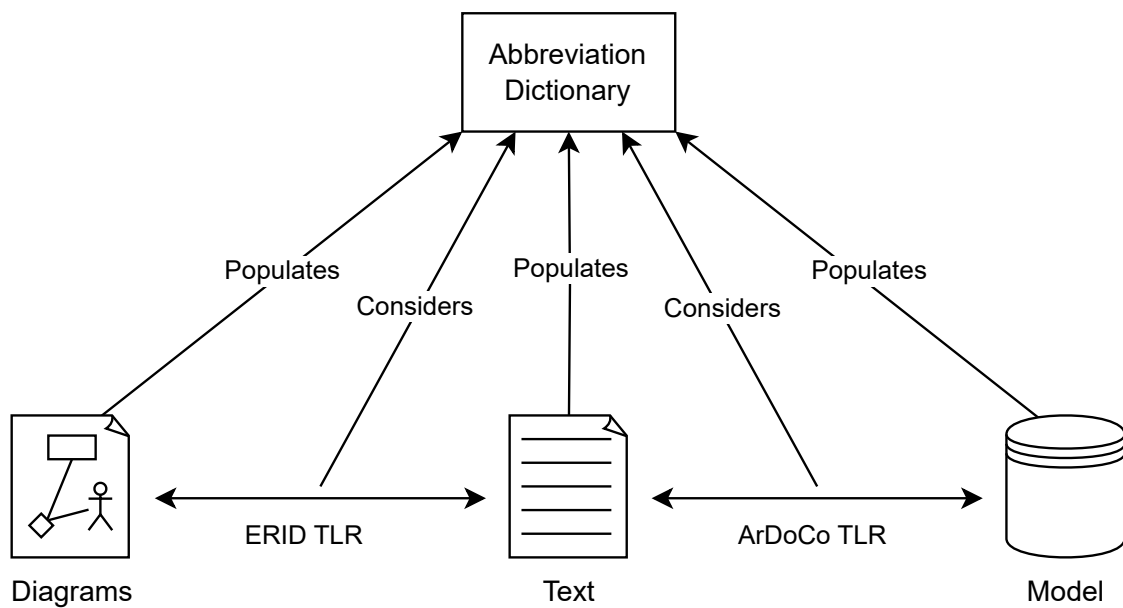 Abbreviation
Dictionary
Populates
Populates
Populates
Considers
Considers
ERID TLR
ArDoCo TLR
Diagrams
Text
Model